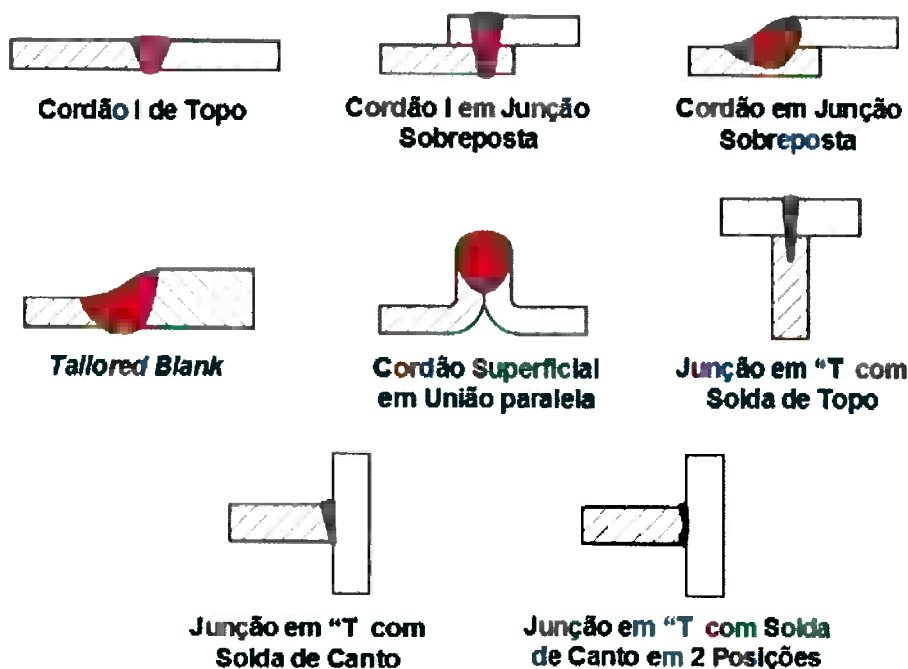 Cordão I de Topo
Cordão I em Junção
Sobreposta
Cordão em Junção
Sobreposta
Tallored Blank
Cordão Superficial
em União paralela
Junção em “T com
Solda de Topo
Junção em “T com
Solda de Canto
Junção em “T com Solda
de Canto em 2 Posições